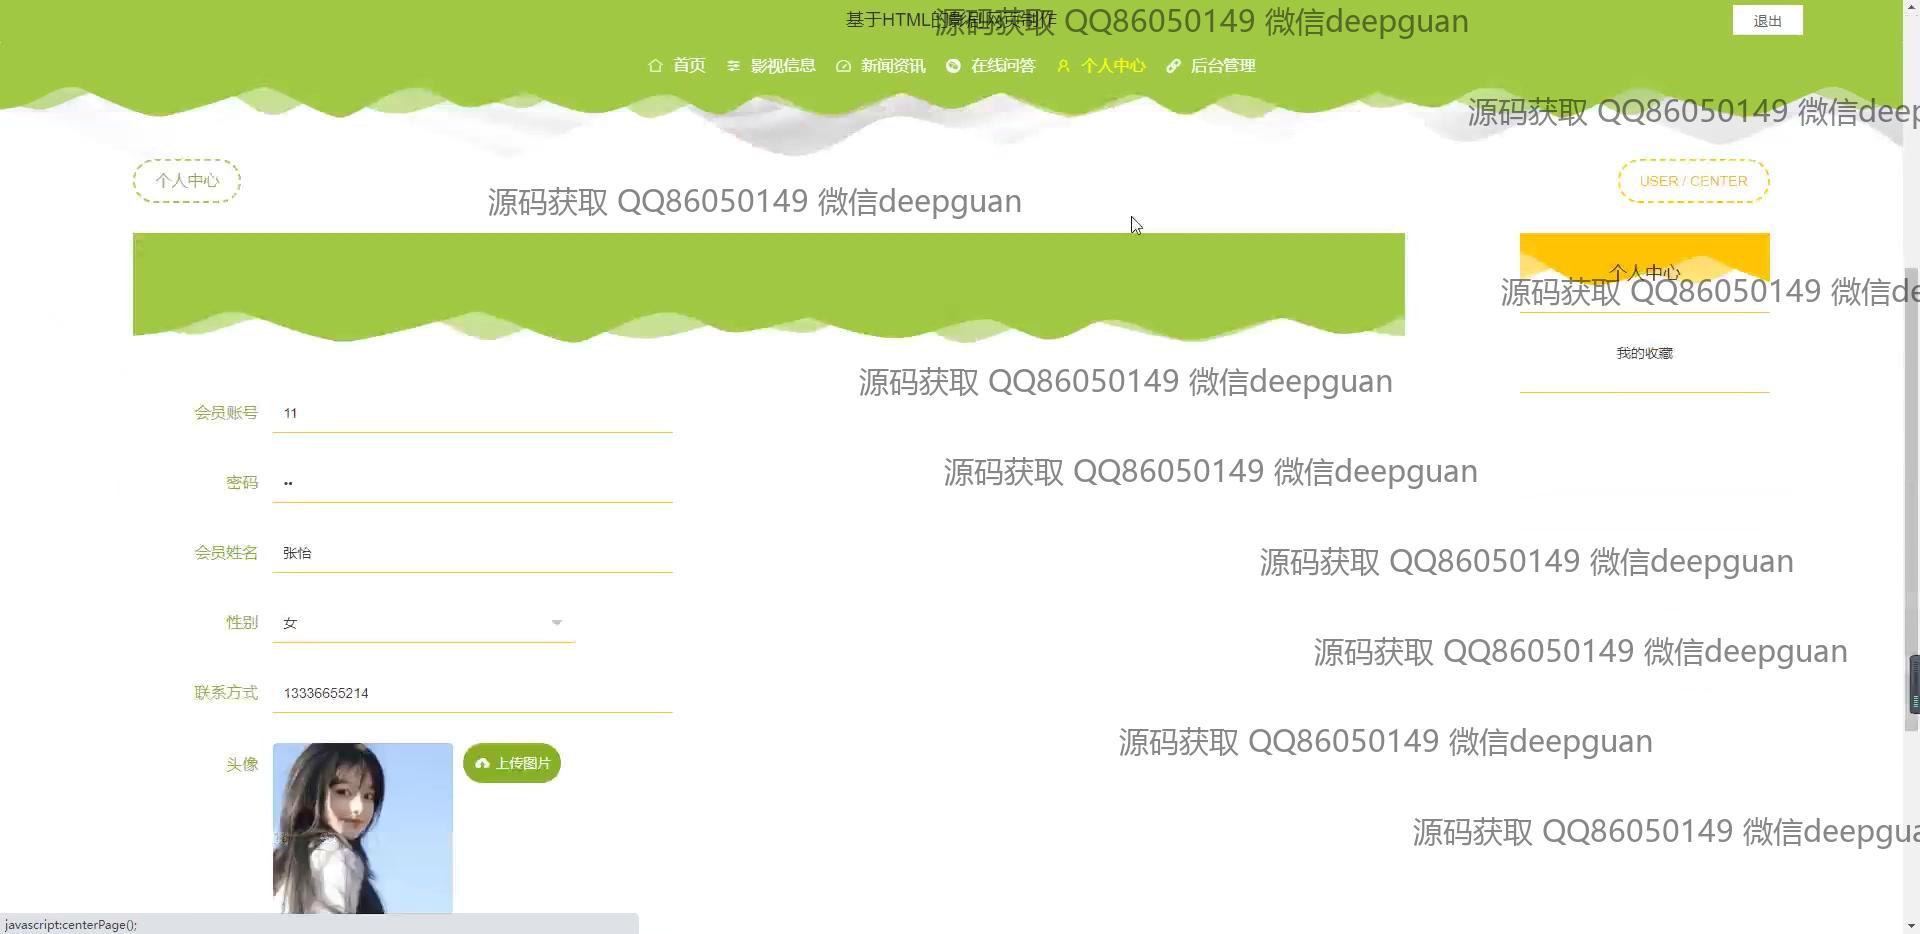 基于HTML的影剧网页制作
源码获取 QQ86050149 微信deepguan
退出
首页 影视信息 新闻资讯 在线问答 个人中心 后台管理
源码获取 QQ86050149 微信deep
个人中心
USER / CENTER
源码获取 QQ86050149 微信deepguan
个人中心
源码获取 QQ86050149 微信de
我的收藏
源码获取 QQ86050149 微信deepguan
会员账号 11
源码获取 QQ86050149 微信deepguan
密码 ••
会员姓名 张怡
源码获取 QQ86050149 微信deepguan
性别 女
源码获取 QQ86050149 微信deepguan
联系方式 13336655214
源码获取 QQ86050149 微信deepguan
头像 上传图片
源码获取 QQ86050149 微信deepgua
javascript:centerPage();